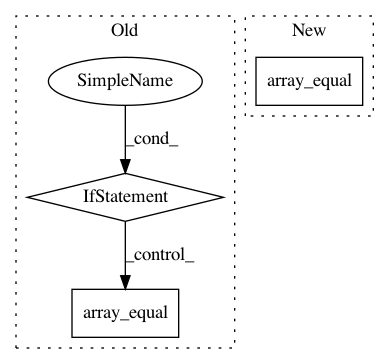 Old
New
SimpleName
array_equal
_cond_
IfStatement
_control_
array_equal